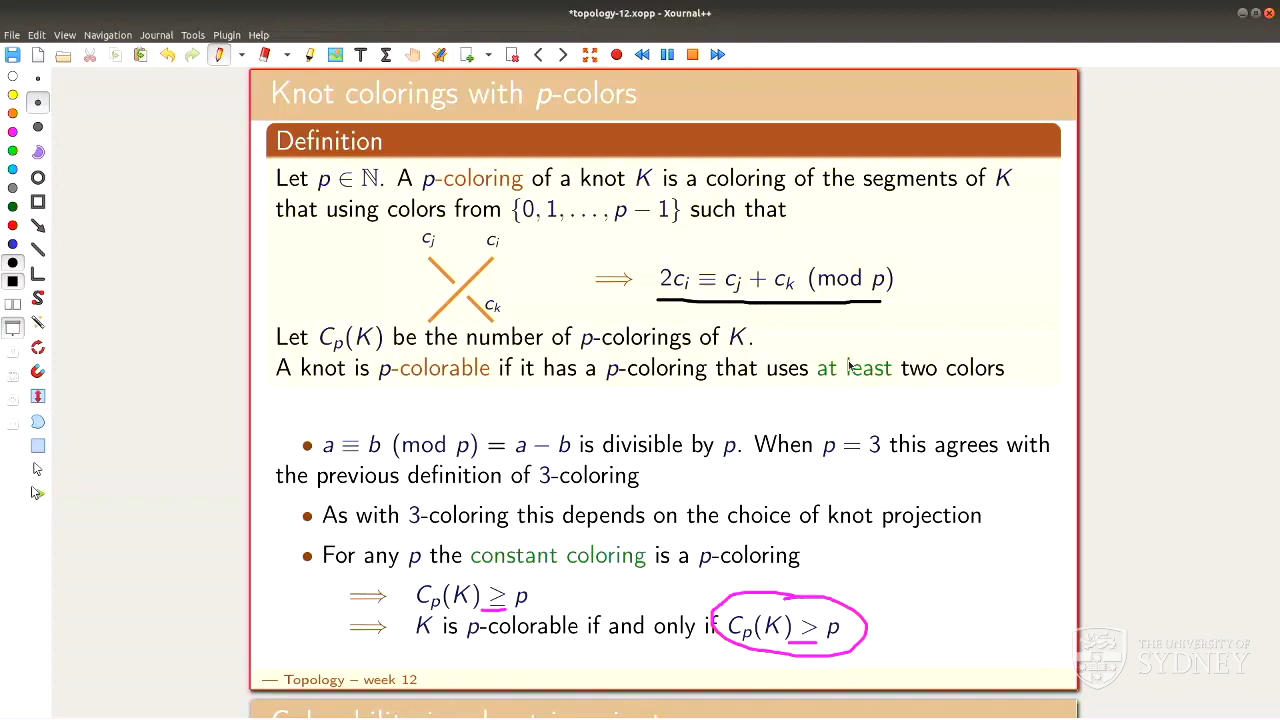 *topology-12.xopp - Xournal++
File Edit View Navigation Journal Tools Plugin Help
Knot colorings with p-colors
Definition
Let p ∈ ℕ. A p-coloring of a knot K is a coloring of the segments of K
that using colors from {0, 1, . . . , p − 1} such that
c_j c_i
⟹ 2c_i ≡ c_j + c_k (mod p)
c_k
Let C_p(K) be the number of p-colorings of K.
A knot is p-colorable if it has a p-coloring that uses at least two colors
• a ≡ b (mod p) = a − b is divisible by p. When p = 3 this agrees with
the previous definition of 3-coloring
• As with 3-coloring this depends on the choice of knot projection
• For any p the constant coloring is a p-coloring
⟹ C_p(K) ≥ p
⟹ K is p-colorable if and only if C_p(K) > p
THE UNIVERSITY OF
SYDNEY
— Topology – week 12